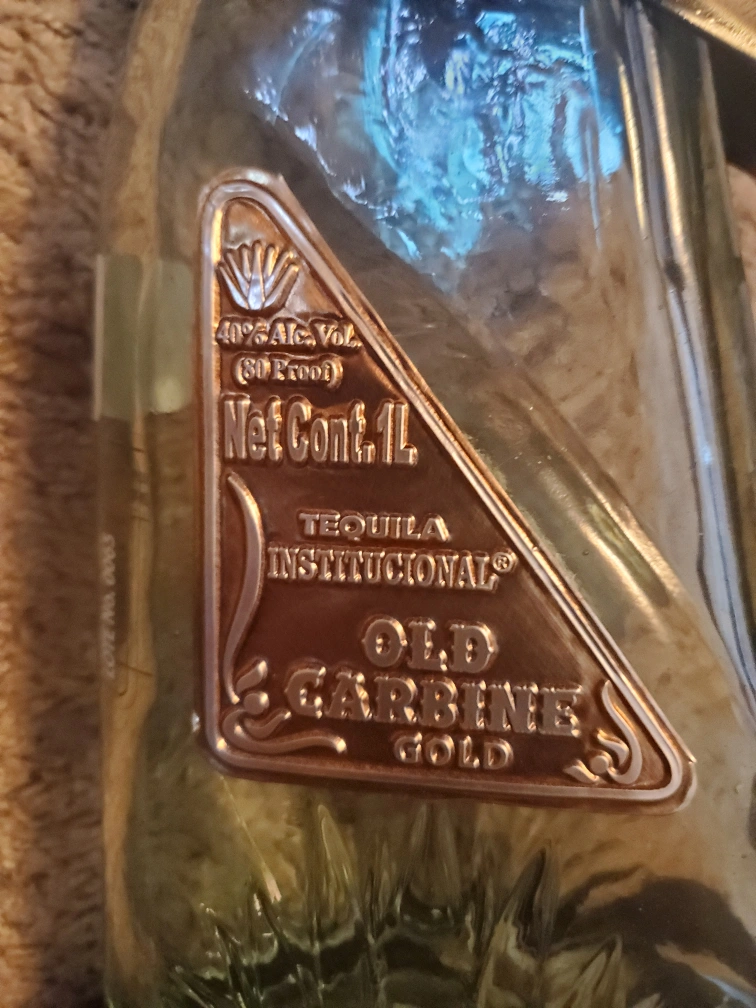 40% Alc. Vol.
(80 Proof)
Net Cont. 1L
TEQUILA
INSTITUCIONAL®
OLD
CARBINE
GOLD